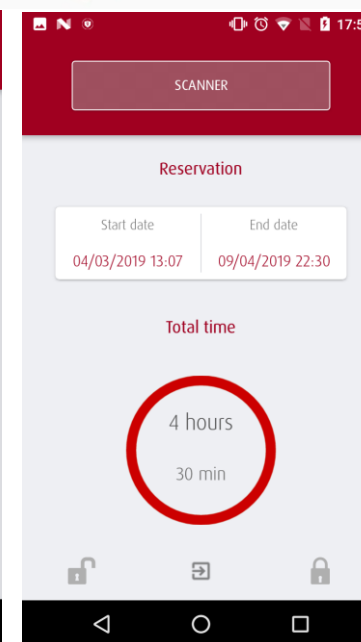 17:5
SCANNER
Reservation
Start date End date
04/03/2019 13:07 09/04/2019 22:30
Total time
4 hours
30 min